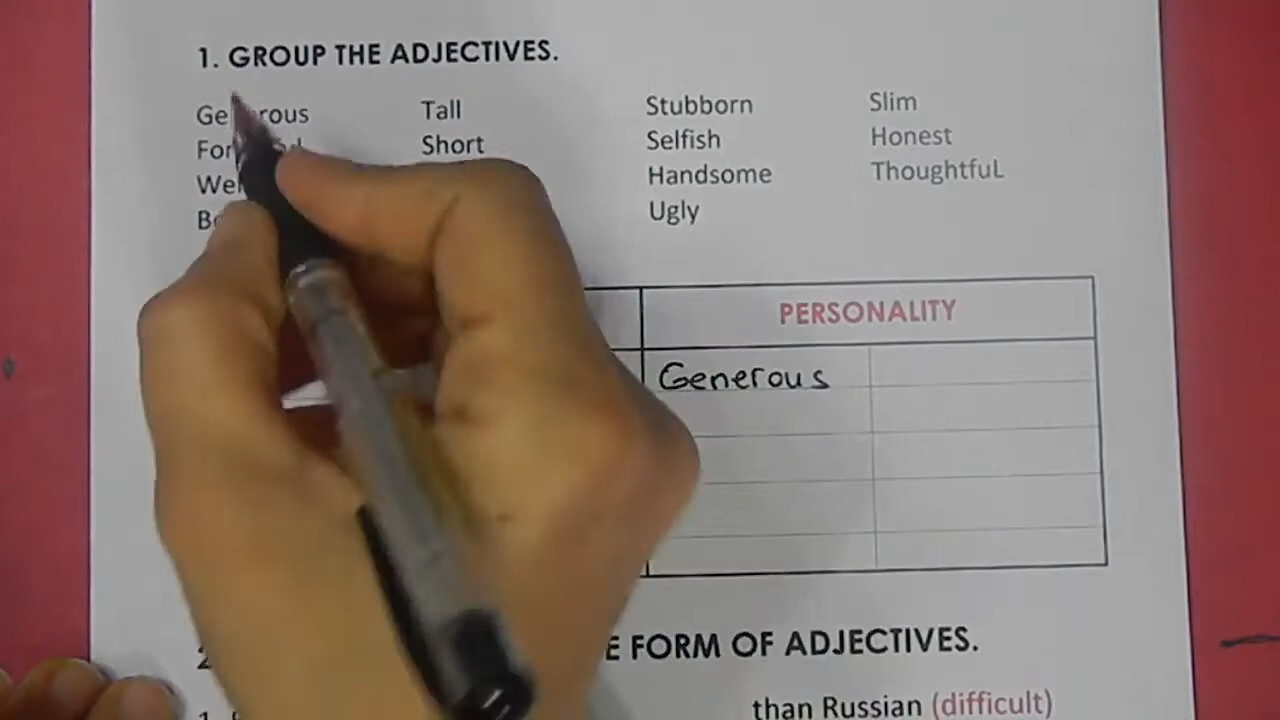 1. GROUP THE ADJECTIVES.
Tall Stubborn Slim
Short Selfish Honest
Handsome ThoughtfuL
Ugly
PERSONALITY
Generous
FORM OF ADJECTIVES.
than Russian (difficult)